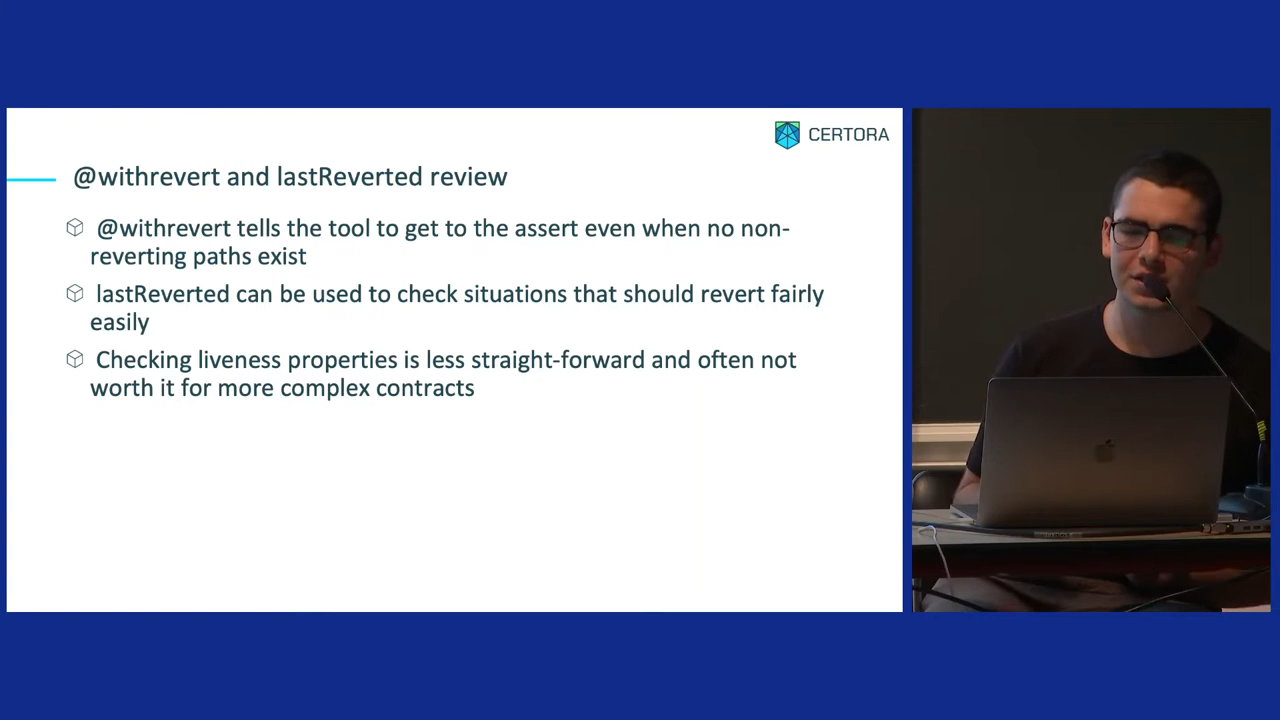 CERTORA
@withrevert and lastReverted review
@withrevert tells the tool to get to the assert even when no non-
reverting paths exist
lastReverted can be used to check situations that should revert fairly
easily
Checking liveness properties is less straight-forward and often not
worth it for more complex contracts